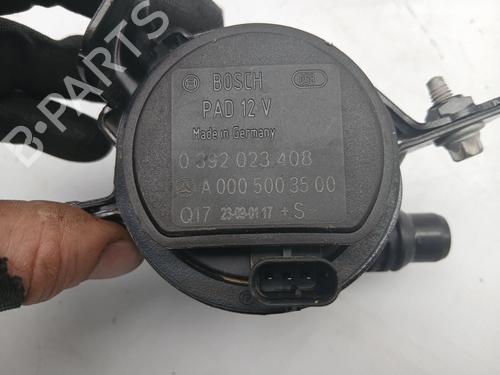 BOSCH
PAD 12 V
Made in Germany
0 392 023 408
A 000 500 35 00
Q17 23-09-01 17 + S -
B-PARTS